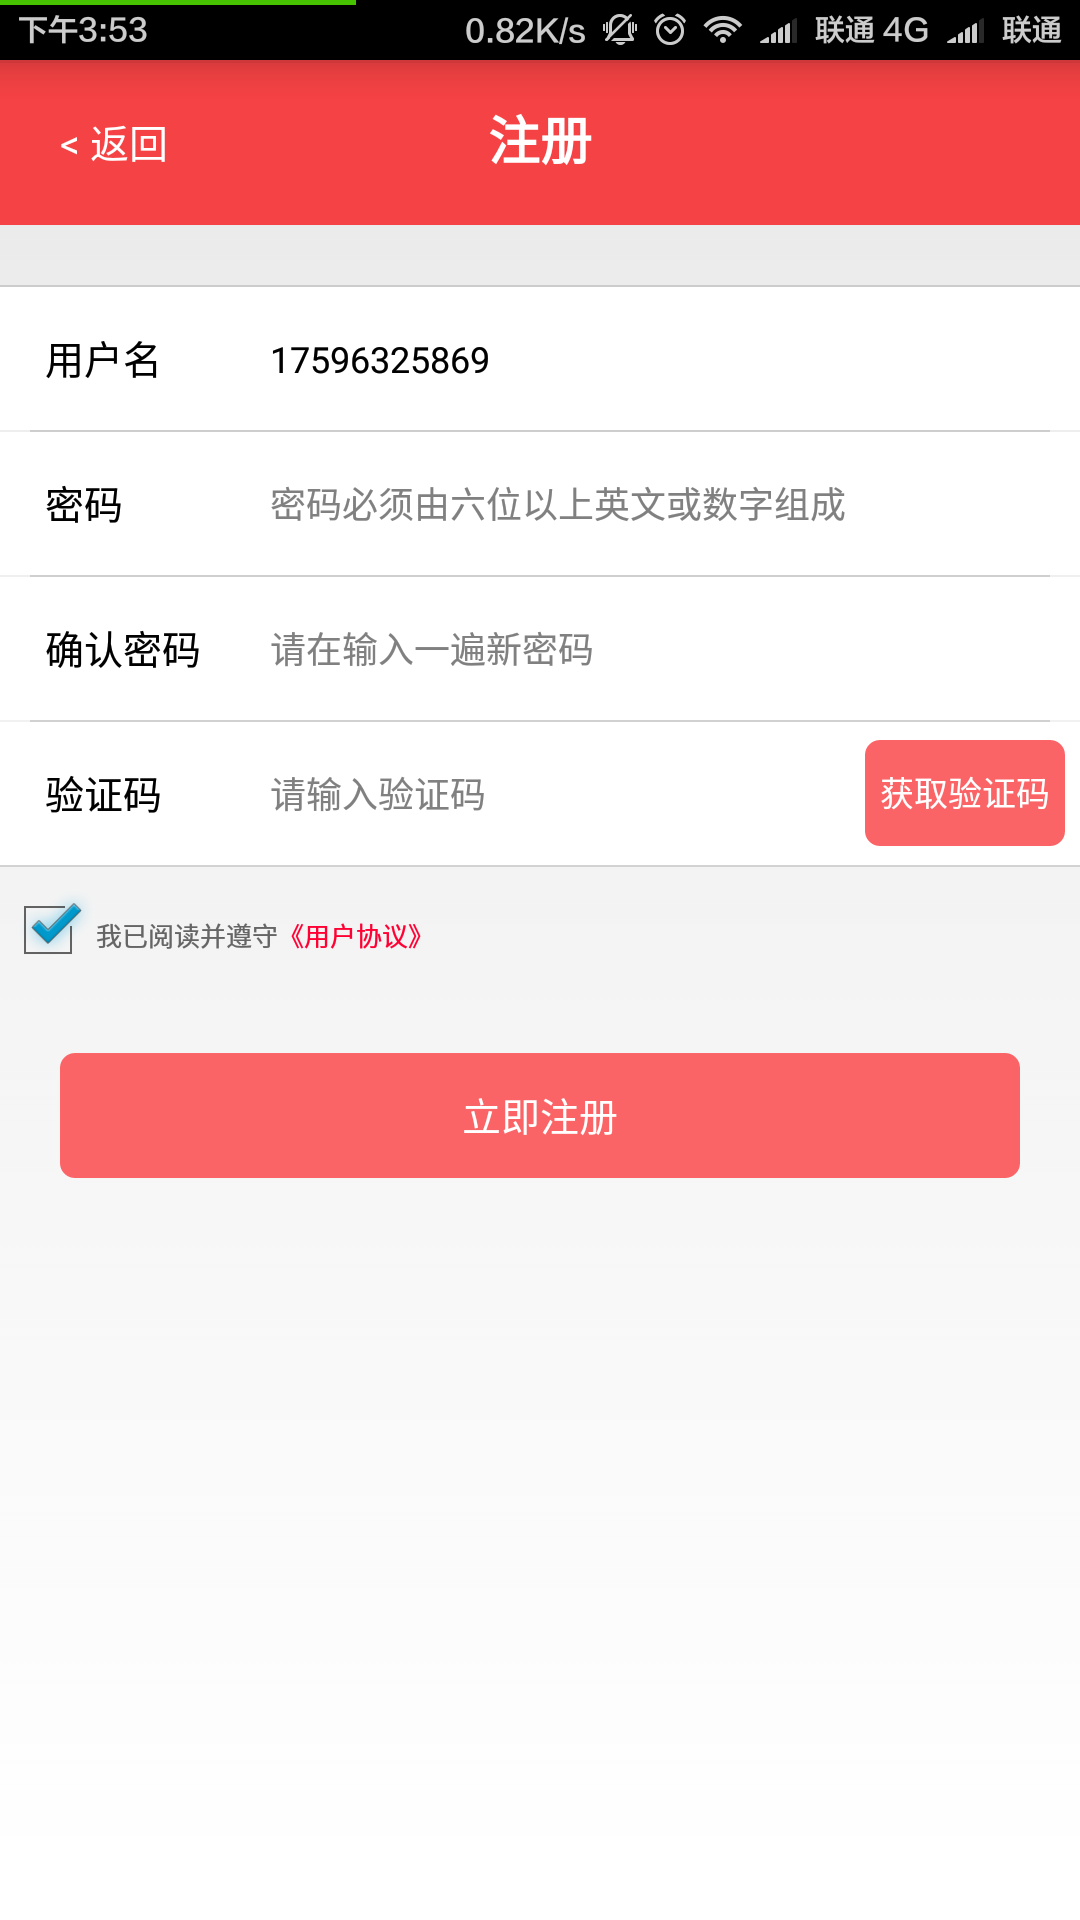 下午3:53 0.82K/s 联通 4G 联通
< 返回 注册
用户名 17596325869
密码 密码必须由六位以上英文或数字组成
确认密码 请在输入一遍新密码
验证码 请输入验证码 获取验证码
我已阅读并遵守《用户协议》
立即注册